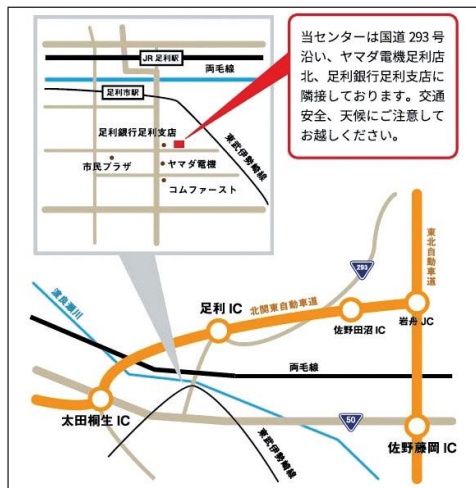 当センターは国道 293 号
沿い、ヤマダ電機足利店
北、足利銀行足利支店に
隣接しております。交通
安全、天候にご注意して
お越しください。
JR 足利駅
両毛線
足利市駅
足利銀行足利支店
東武伊勢崎線
市民プラザ
ヤマダ電機
コムファースト
東北自動車道
293
渡良瀬川
足利 IC
北関東自動車道
佐野田沼 IC
岩舟 JC
両毛線
太田桐生 IC
50
東武伊勢崎線
佐野藤岡 IC